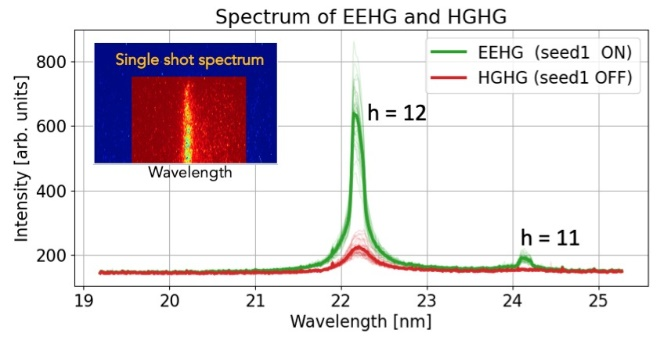 Spectrum of EEHG and HGHG
Single shot spectrum
Wavelength
EEHG (seed1 ON)
HGHG (seed1 OFF)
h = 12
h = 11
Intensity [arb. units]
800
600
400
200
19 20 21 22 23 24 25
Wavelength [nm]